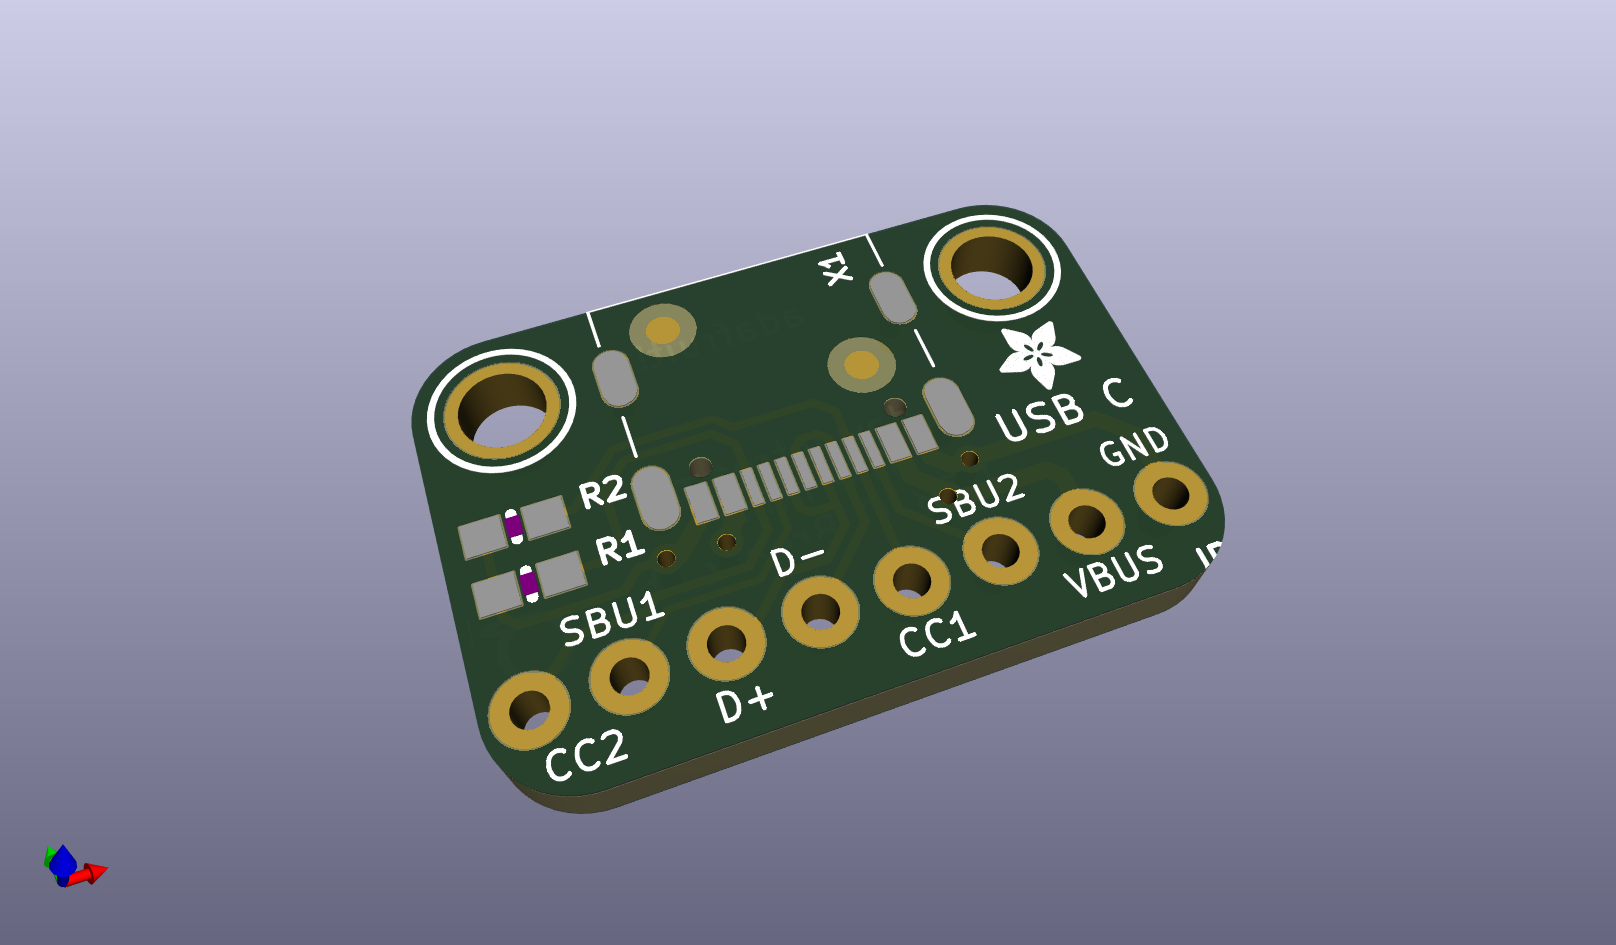 X1
USB C
GND
R2
SBU2
R1
D-
VBUS
SBU1
CC1
D+
CC2